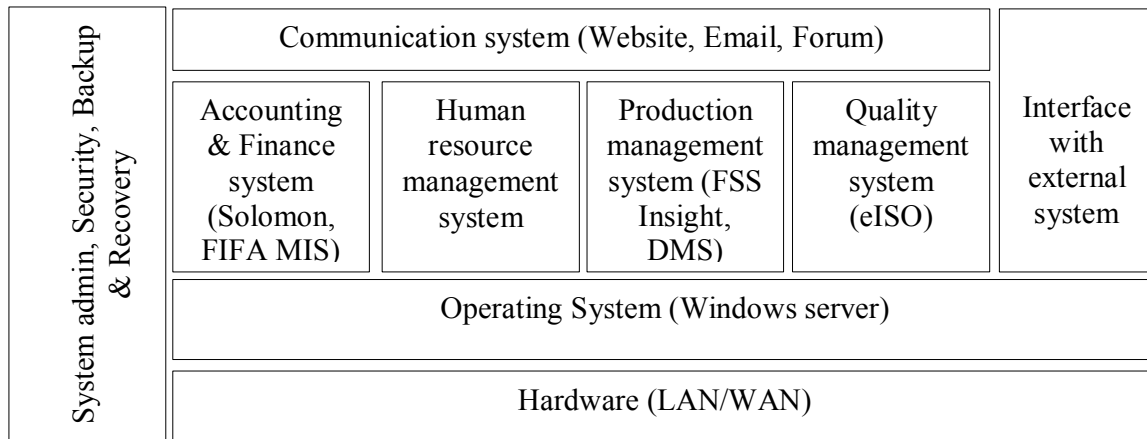 System admin, Security, Backup
& Recovery
Communication system (Website, Email, Forum)
Accounting
& Finance
system
(Solomon,
FIFA MIS)
Human
resource
management
system
Production
management
system (FSS
Insight,
DMS)
Quality
management
system
(eISO)
Interface
with
external
system
Operating System (Windows server)
Hardware (LAN/WAN)